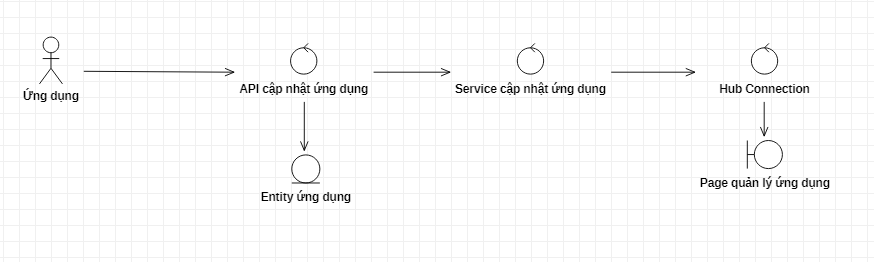 Ứng dụng
API cập nhật ứng dụng
Service cập nhật ứng dụng
Hub Connection
Entity ứng dụng
Page quản lý ứng dụng